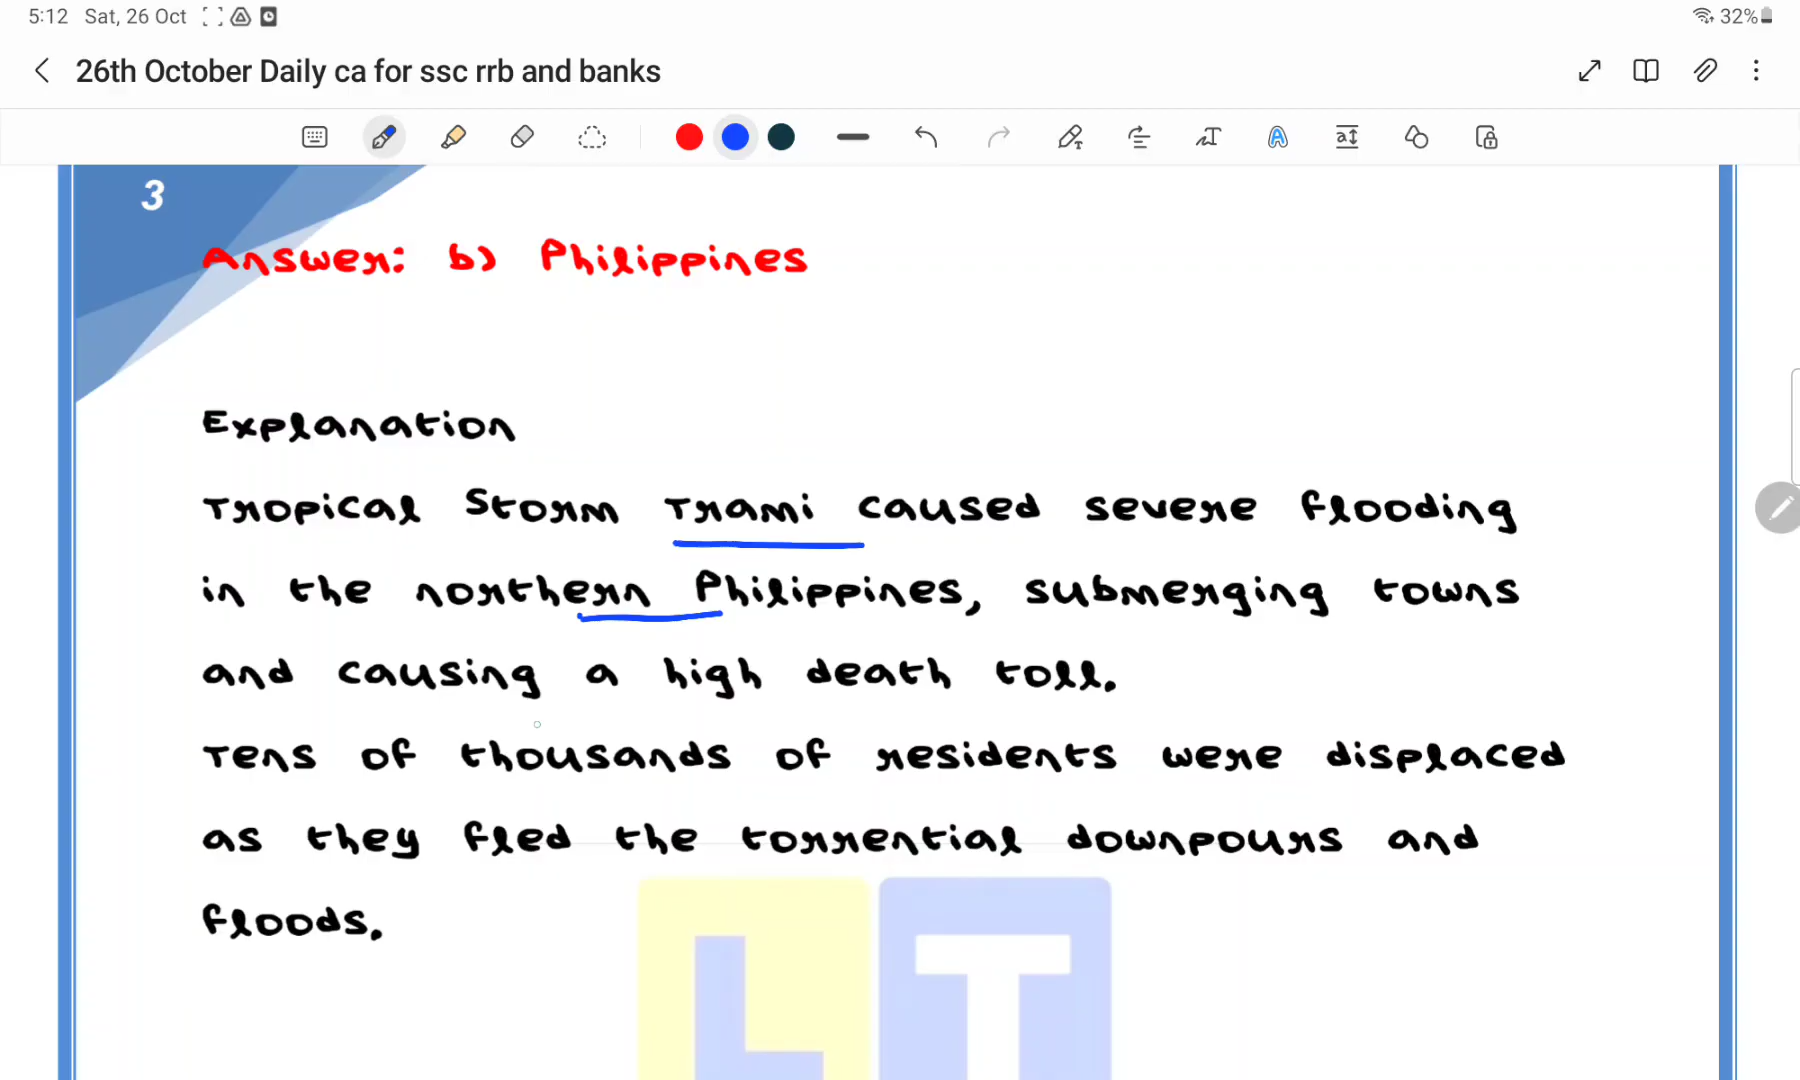 5:12 Sat, 26 Oct
32%
26th October Daily ca for ssc rrb and banks
3
Answer: b) Philippines
Explanation
Tropical Storm Trami caused severe flooding
in the northern Philippines, submerging towns
and causing a high death toll.
Tens of thousands of residents were displaced
as they fled the torrential downpours and
floods.
L T